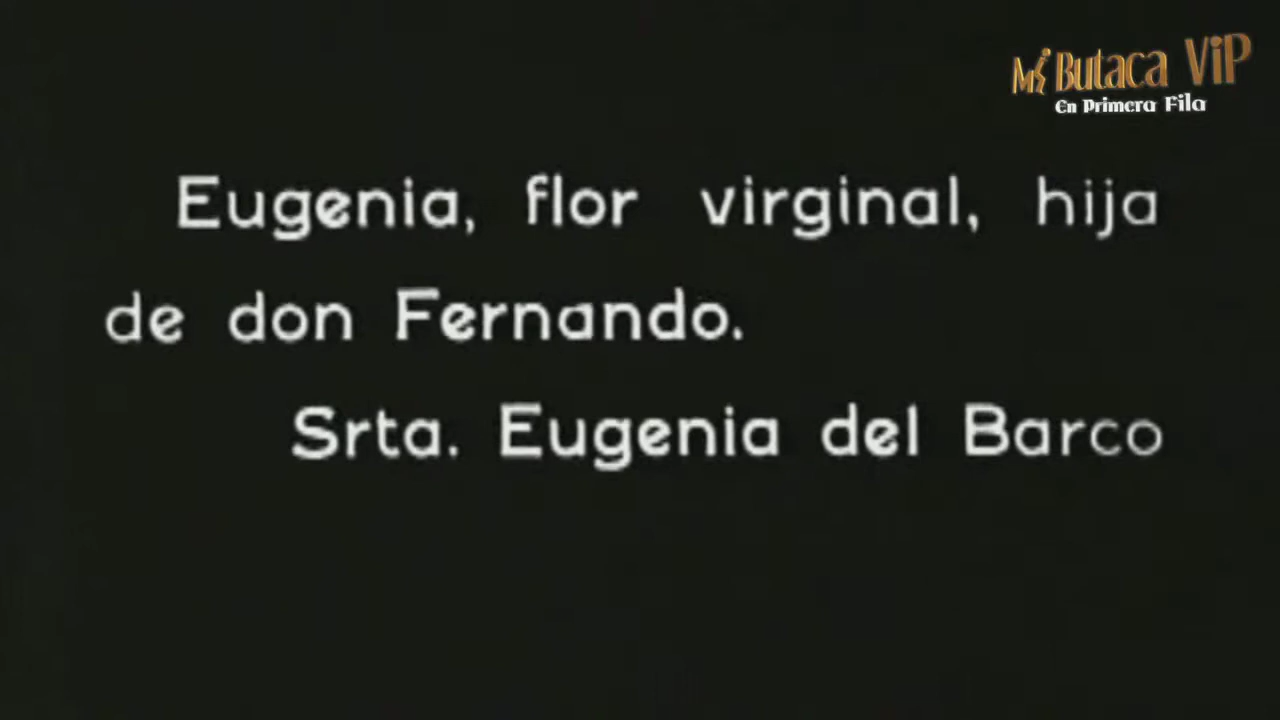 Mi Butaca ViP
En Primera Fila
Eugenia, flor virginal, hija
de don Fernando.
Srta. Eugenia del Barco